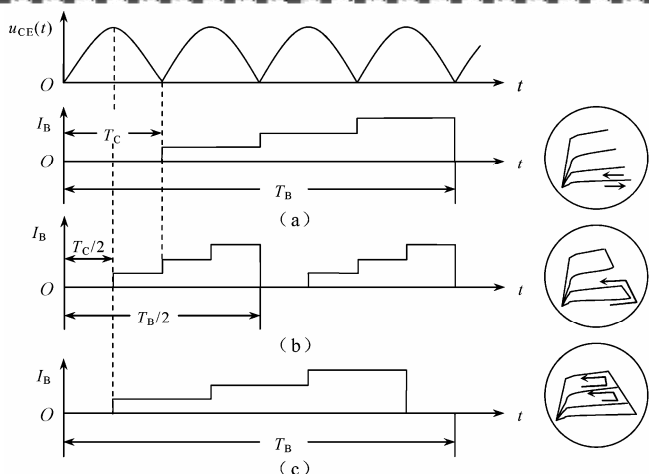 u_CE(t)
O t
I_B
T_C
O t
T_B
(a)
I_B
T_C/2
O t
T_B/2
(b)
I_B
O t
T_B
(c)